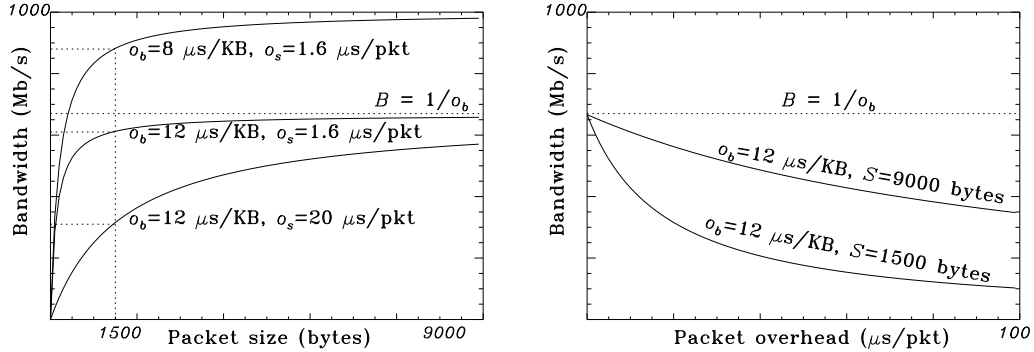 1000
Bandwidth (Mb/s)
o_b=8 μs/KB, o_s=1.6 μs/pkt
B = 1/o_b
o_b=12 μs/KB, o_s=1.6 μs/pkt
o_b=12 μs/KB, o_s=20 μs/pkt
1500
9000
Packet size (bytes)
1000
Bandwidth (Mb/s)
B = 1/o_b
o_b=12 μs/KB, S=9000 bytes
o_b=12 μs/KB, S=1500 bytes
Packet overhead (μs/pkt)
100